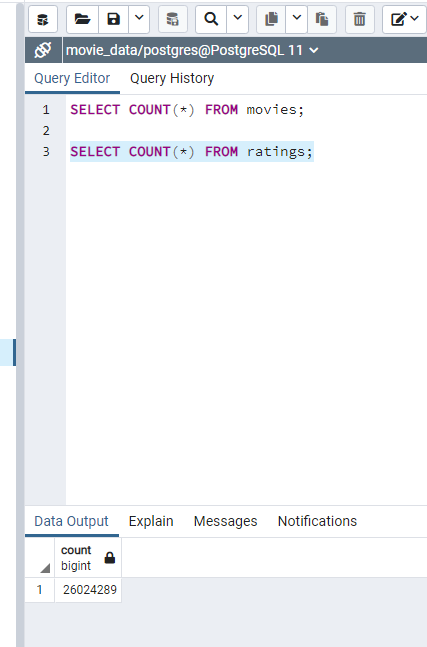 movie_data/postgres@PostgreSQL 11
Query Editor Query History
1 SELECT COUNT(*) FROM movies;
2
3 SELECT COUNT(*) FROM ratings;
Data Output Explain Messages Notifications
count
bigint
1 26024289